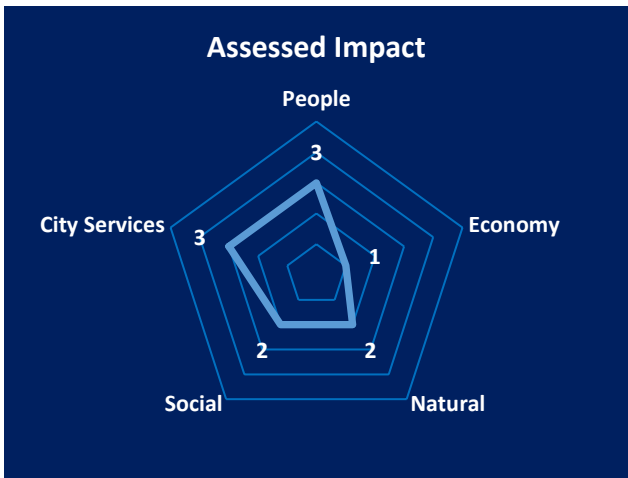 Assessed Impact
People
3
City Services
3
1
Economy
2
2
Social
Natural